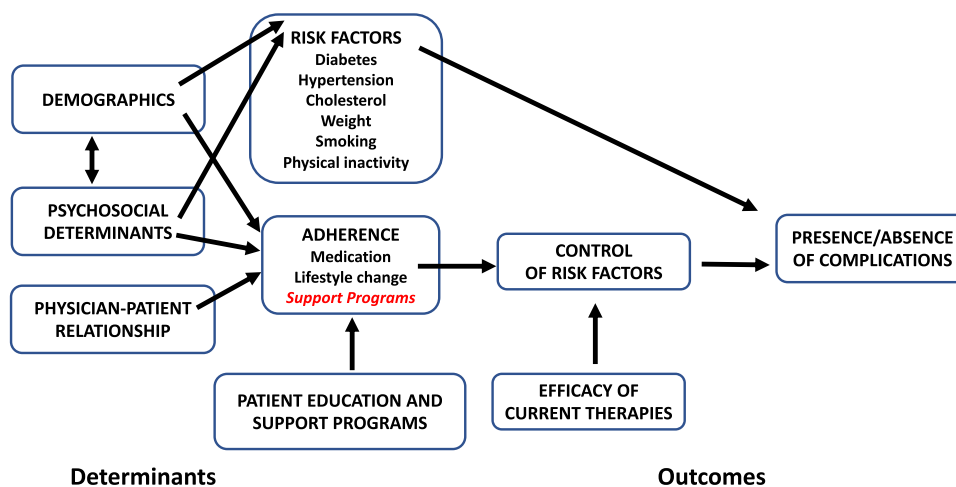 RISK FACTORS
Diabetes
Hypertension
Cholesterol
Weight
Smoking
Physical inactivity
DEMOGRAPHICS
PSYCHOSOCIAL
DETERMINANTS
PHYSICIAN-PATIENT
RELATIONSHIP
ADHERENCE
Medication
Lifestyle change
Support Programs
CONTROL
OF RISK FACTORS
PRESENCE/ABSENCE
OF COMPLICATIONS
PATIENT EDUCATION AND
SUPPORT PROGRAMS
EFFICACY OF
CURRENT THERAPIES
Determinants
Outcomes